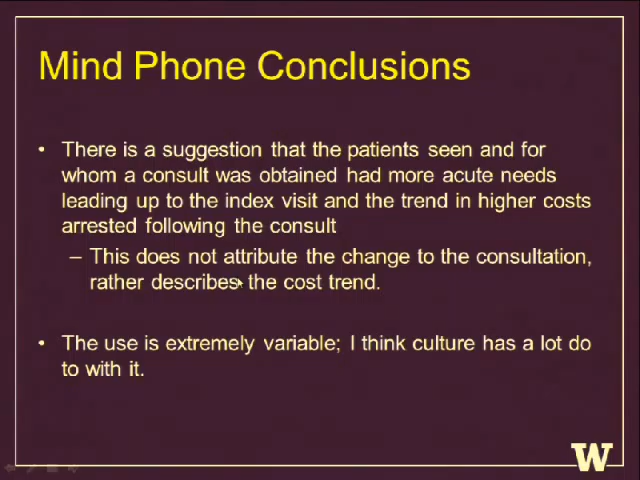 Mind Phone Conclusions
• There is a suggestion that the patients seen and for
whom a consult was obtained had more acute needs
leading up to the index visit and the trend in higher costs
arrested following the consult
– This does not attribute the change to the consultation,
rather describes the cost trend.
• The use is extremely variable; I think culture has a lot do
to with it.
W